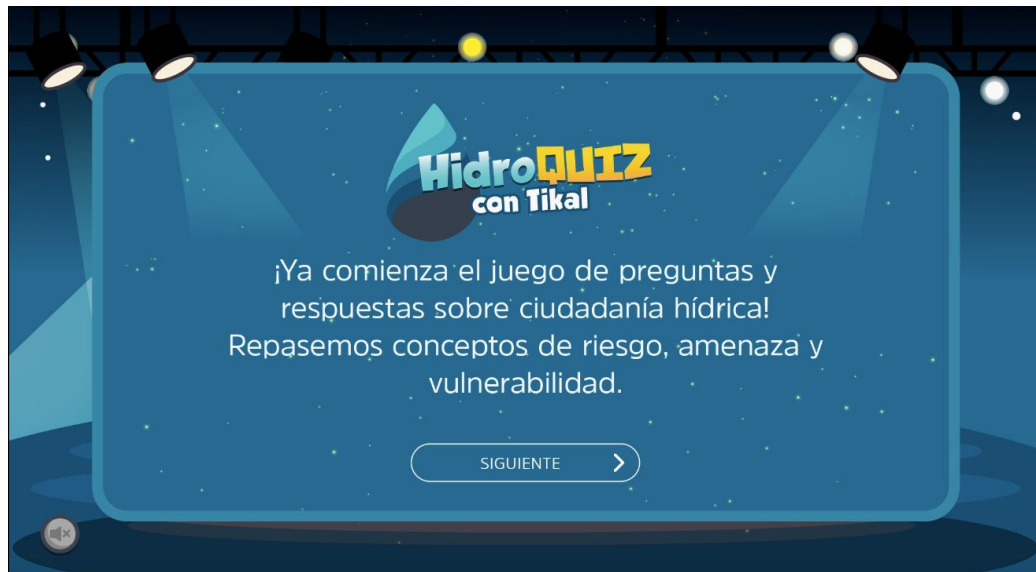 HidroQUIZ
con Tikal
¡Ya comienza el juego de preguntas y
respuestas sobre ciudadanía hídrica!
Repasemos conceptos de riesgo, amenaza y
vulnerabilidad.
SIGUIENTE